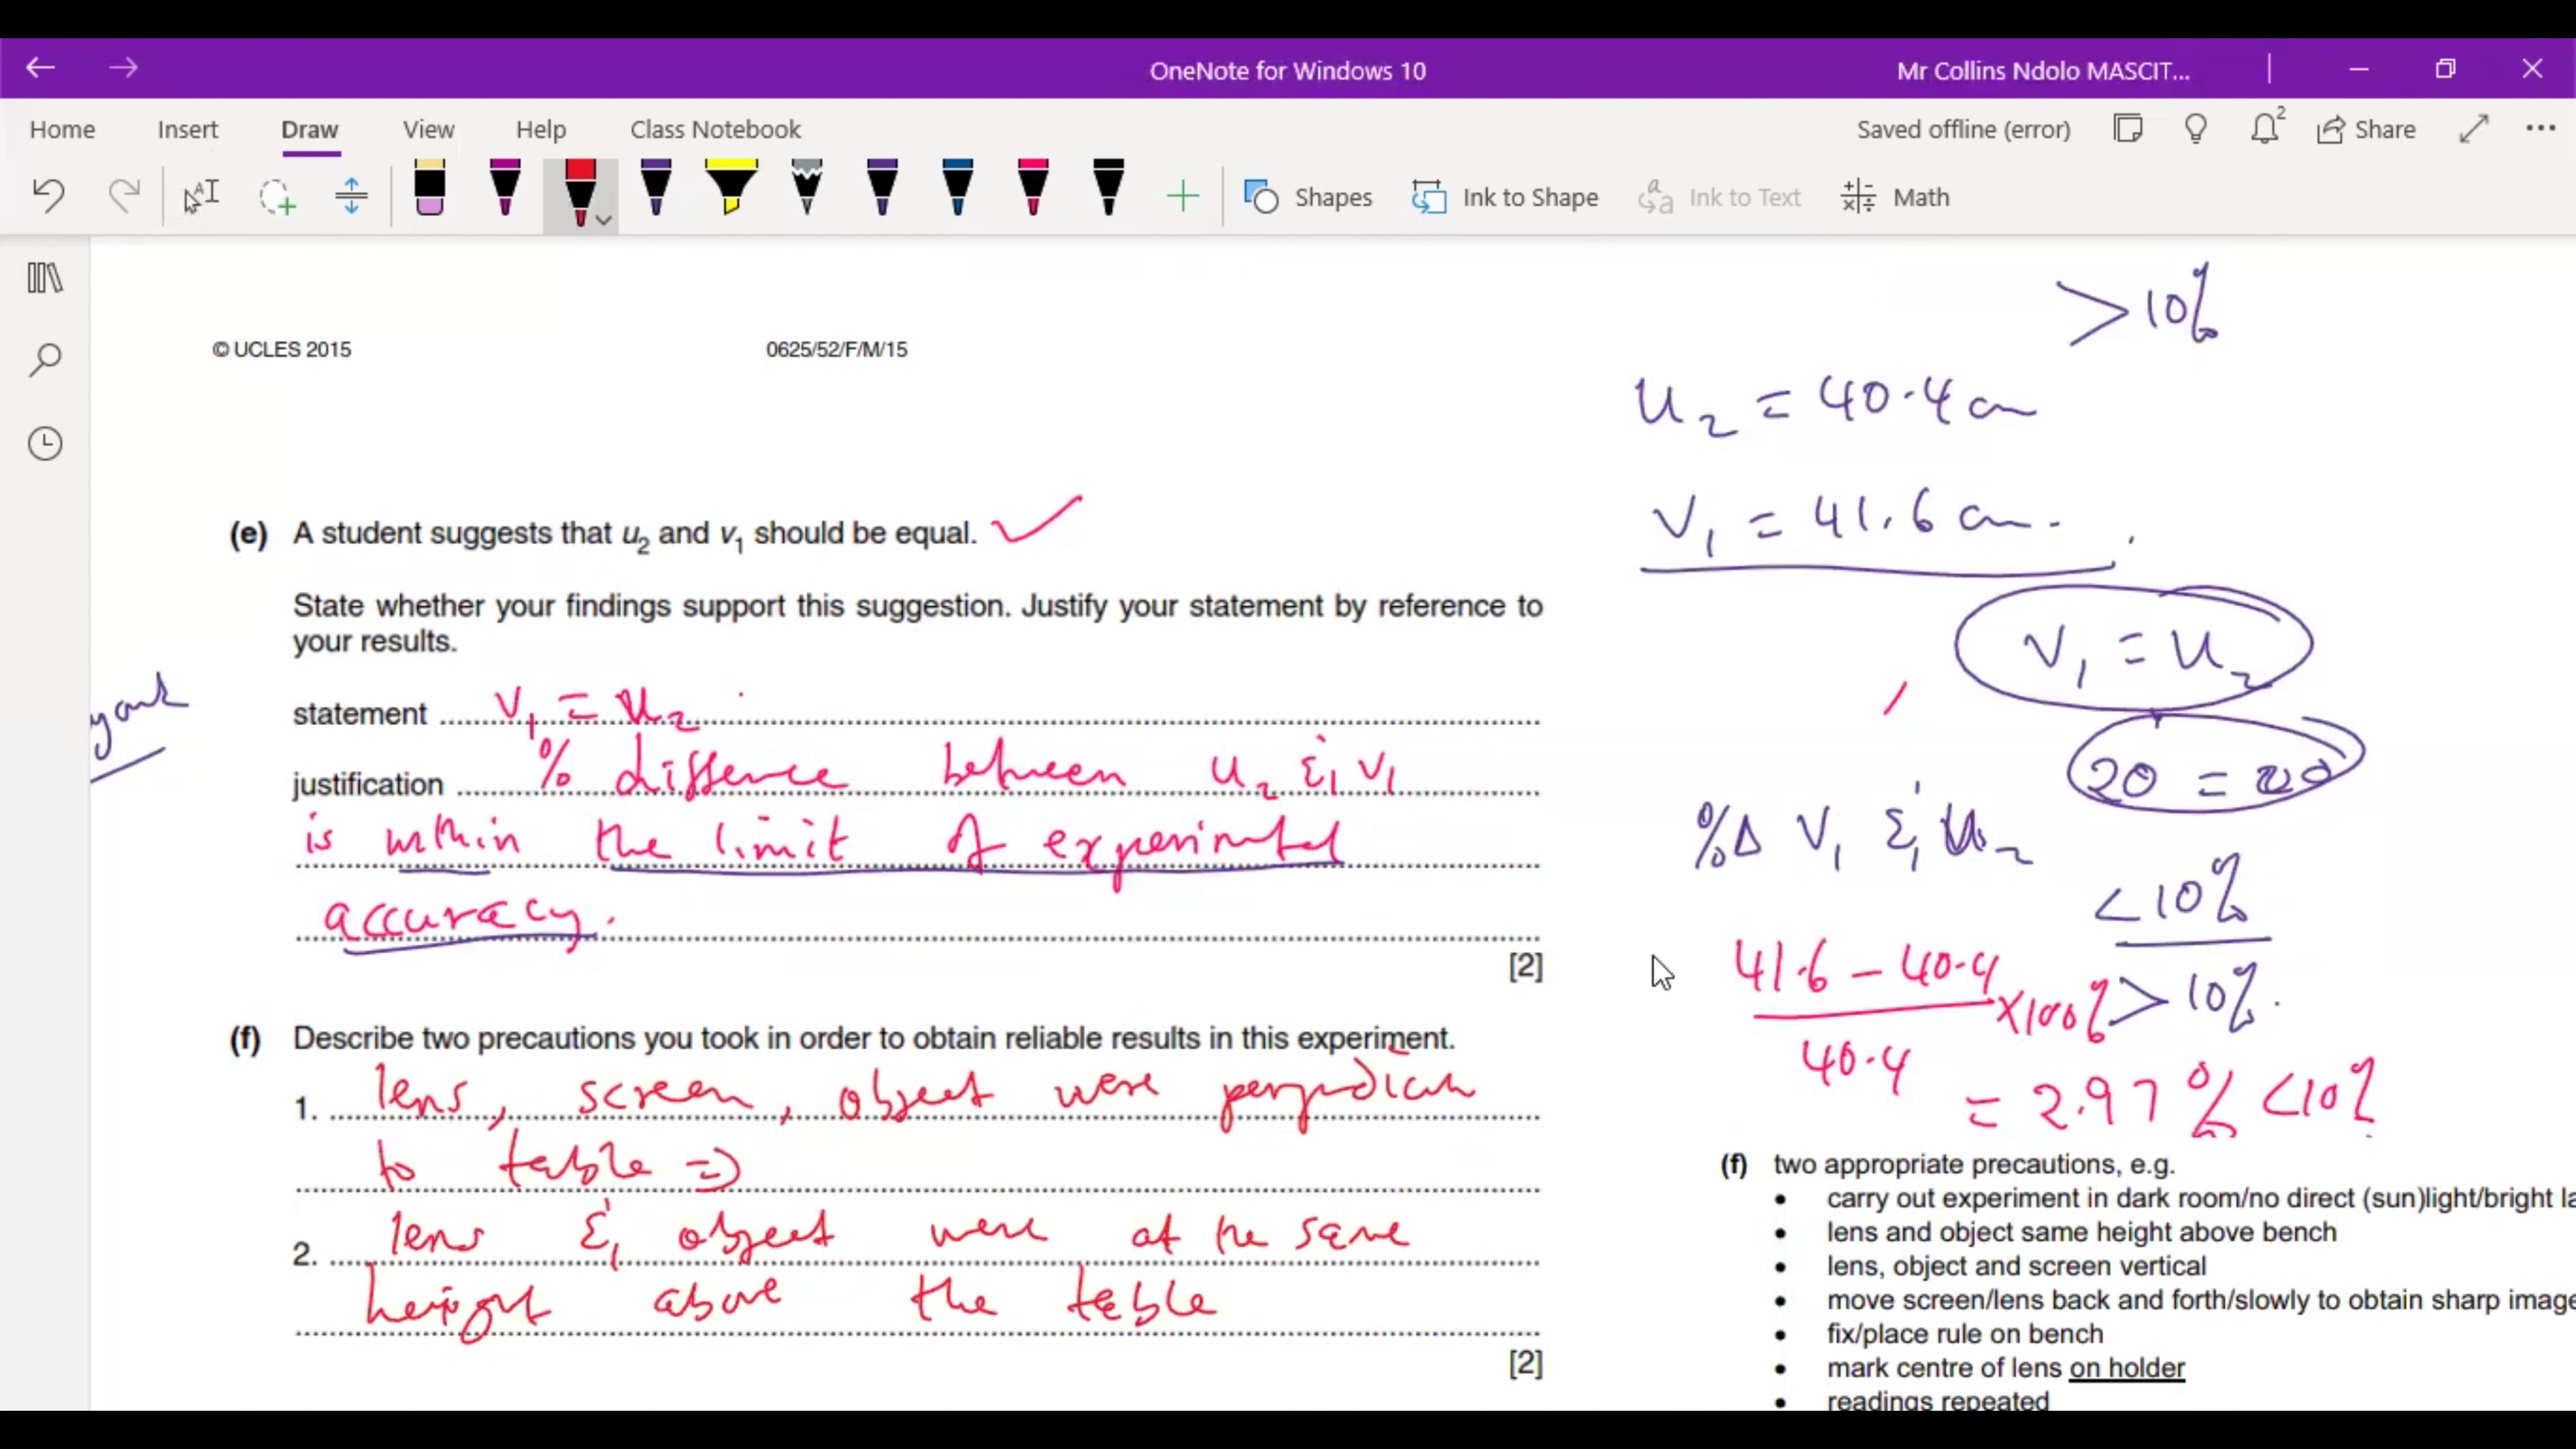 OneNote for Windows 10
Mr Collins Ndolo MASCIT...
Home Insert Draw View Help Class Notebook
Saved offline (error) 2 Share
Shapes Ink to Shape Ink to Text Math
© UCLES 2015 0625/52/F/M/15
(e) A student suggests that u₂ and v₁ should be equal. ✓
State whether your findings support this suggestion. Justify your statement by reference to
your results.
statement v₁ = u₂
justification % diffence between u₂ & v₁
is within the limit of experimental
accuracy.
[2]
(f) Describe two precautions you took in order to obtain reliable results in this experiment.
1. lens, screen, object were
to table =>
2. lens & object were at the same
height above the table
[2]
>10%
u₂ = 40.4 cm
v₁ = 41.6 cm.
v₁ = u₂
20 = 20
%Δ v₁ & u₂
<10%
>10%.
41.6 - 40.4
×100%
40.4
= 2.97% <10%
(f) two appropriate precautions, e.g.
• carry out experiment in dark room/no direct (sun)light/bright la
• lens and object same height above bench
• lens, object and screen vertical
• move screen/lens back and forth/slowly to obtain sharp image
• fix/place rule on bench
• mark centre of lens on holder
• readings repeated